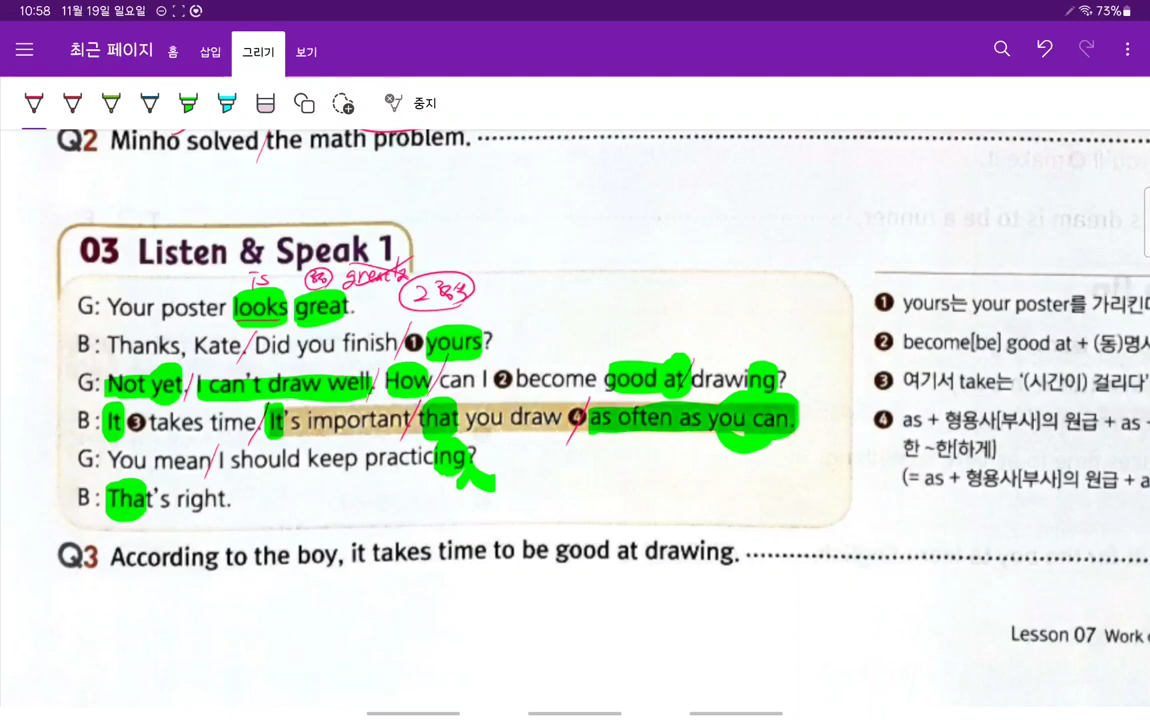 10:58 11월 19일 일요일 73%
최근 페이지 홈 삽입 그리기 보기
중지
Q2 Minho solved the math problem.
03 Listen & Speak 1
is
2형식
G: Your poster looks great.
B: Thanks, Kate. Did you finish ❶ yours?
G: Not yet. I can't draw well. How can I ❷ become good at drawing?
B: It ❸ takes time. It's important that you draw ❹ as often as you can.
G: You mean I should keep practicing?
B: That's right.
Q3 According to the boy, it takes time to be good at drawing.
❶ yours는 your poster를 가리킨
❷ become[be] good at + (동)명사
❸ 여기서 take는 '(시간이) 걸리다'
❹ as + 형용사[부사]의 원급 + as
한 ~한[하게]
(= as + 형용사[부사]의 원급 + a
Lesson 07 Work